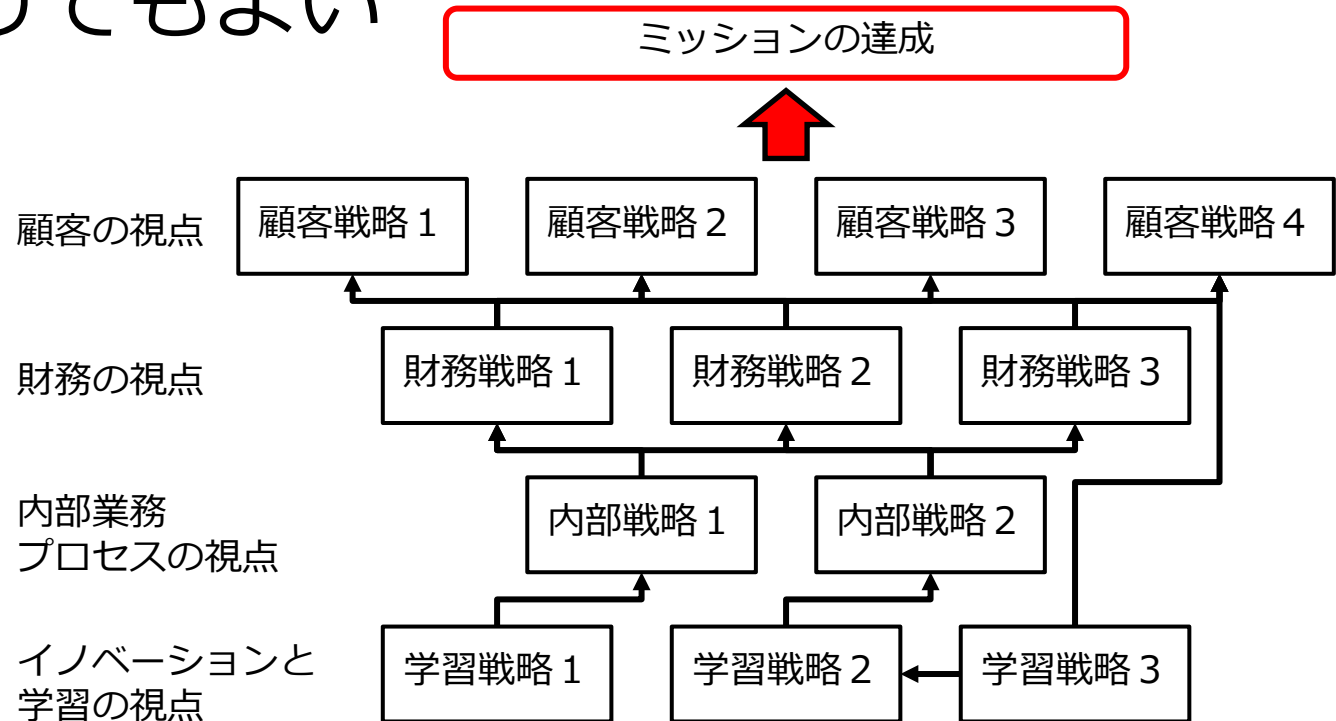 てもよい
ミッションの達成
顧客の視点
顧客戦略１
顧客戦略２
顧客戦略３
顧客戦略４
財務の視点
財務戦略１
財務戦略２
財務戦略３
内部業務
プロセスの視点
内部戦略１
内部戦略２
イノベーションと
学習の視点
学習戦略１
学習戦略２
学習戦略３